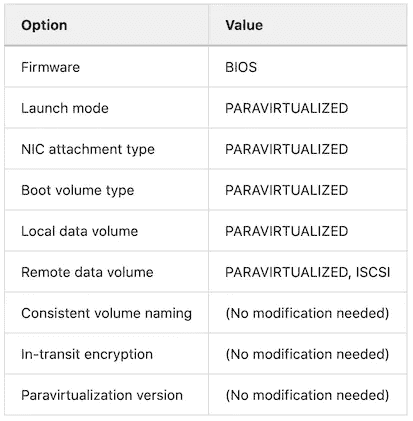 Option Value
Firmware BIOS
Launch mode PARAVIRTUALIZED
NIC attachment type PARAVIRTUALIZED
Boot volume type PARAVIRTUALIZED
Local data volume PARAVIRTUALIZED
Remote data volume PARAVIRTUALIZED, ISCSI
Consistent volume naming (No modification needed)
In-transit encryption (No modification needed)
Paravirtualization version (No modification needed)